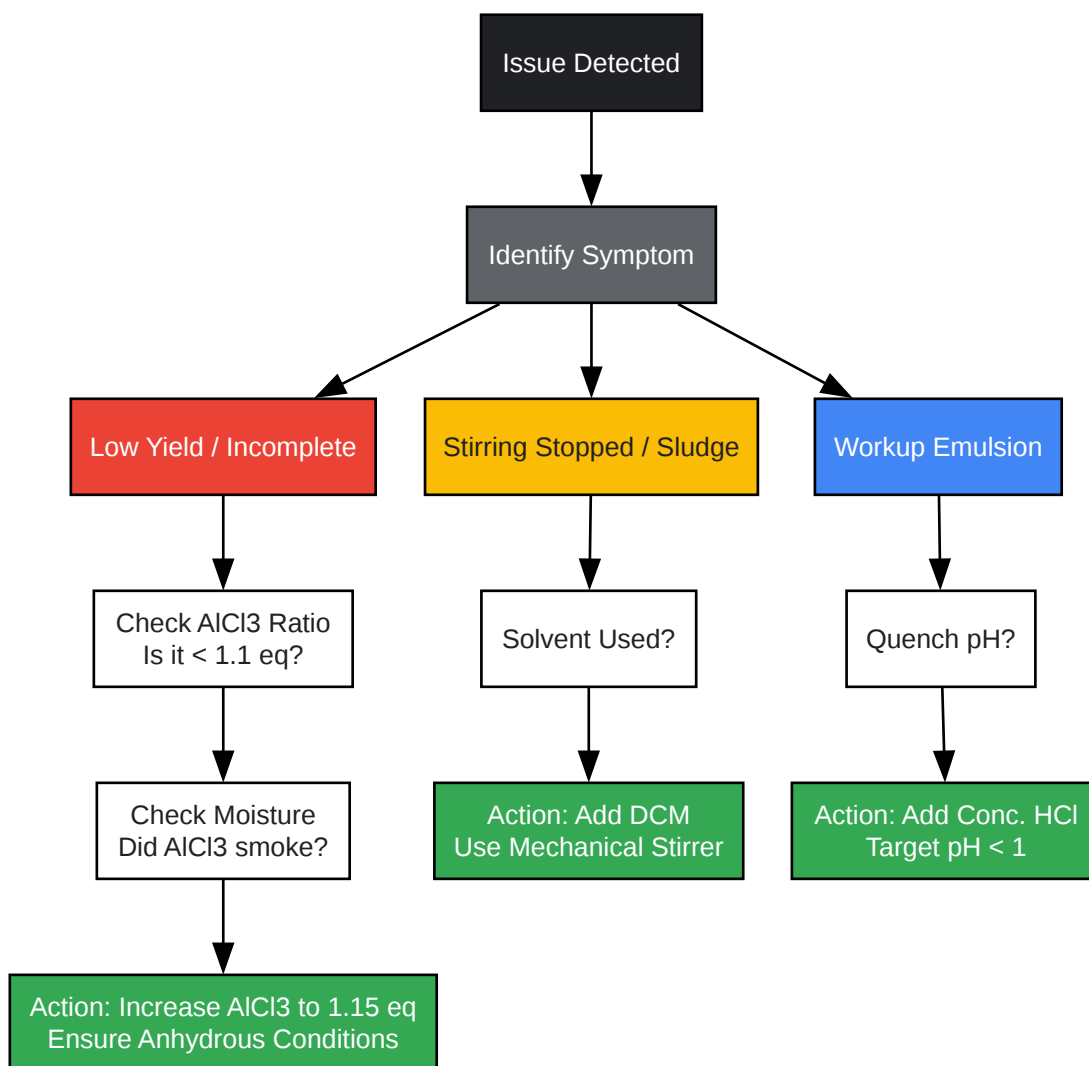 Issue Detected
Identify Symptom
Low Yield / Incomplete
Stirring Stopped / Sludge
Workup Emulsion
Check AlCl3 Ratio
Is it < 1.1 eq?
Solvent Used?
Quench pH?
Check Moisture
Did AlCl3 smoke?
Action: Add DCM
Use Mechanical Stirrer
Action: Add Conc. HCl
Target pH < 1
Action: Increase AlCl3 to 1.15 eq
Ensure Anhydrous Conditions